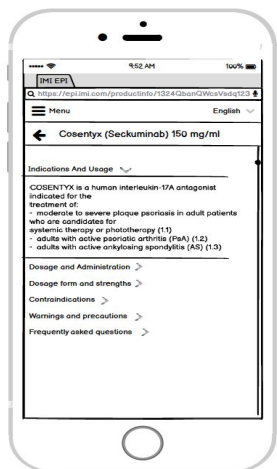 9:52 AM 100%
IMI EPI
https://epi.imi.com/productinfo/1324QbanQWcsVsdq123
Menu English
Cosentyx (Seckuminab) 150 mg/ml
Indications And Usage
COSENTYX is a human interleukin-17A antagonist
indicated for the
treatment of:
- moderate to severe plaque psoriasis in adult patients
who are candidates for
systemic therapy or phototherapy (1.1)
- adults with active psoriatic arthritis (PsA) (1.2)
- adults with active ankylosing spondylitis (AS) (1.3)
Dosage and Administration
Dosage form and strengths
Contraindications
Warnings and precautions
Frequently asked questions